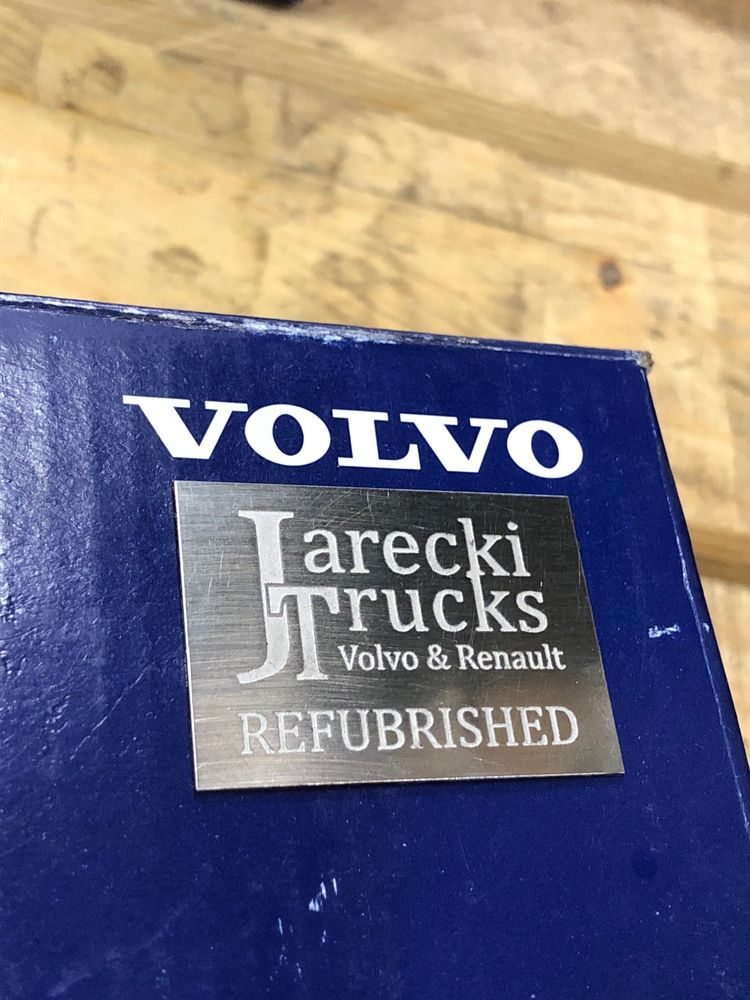 VOLVO
Jarecki
Trucks
Volvo & Renault
REFUBRISHED